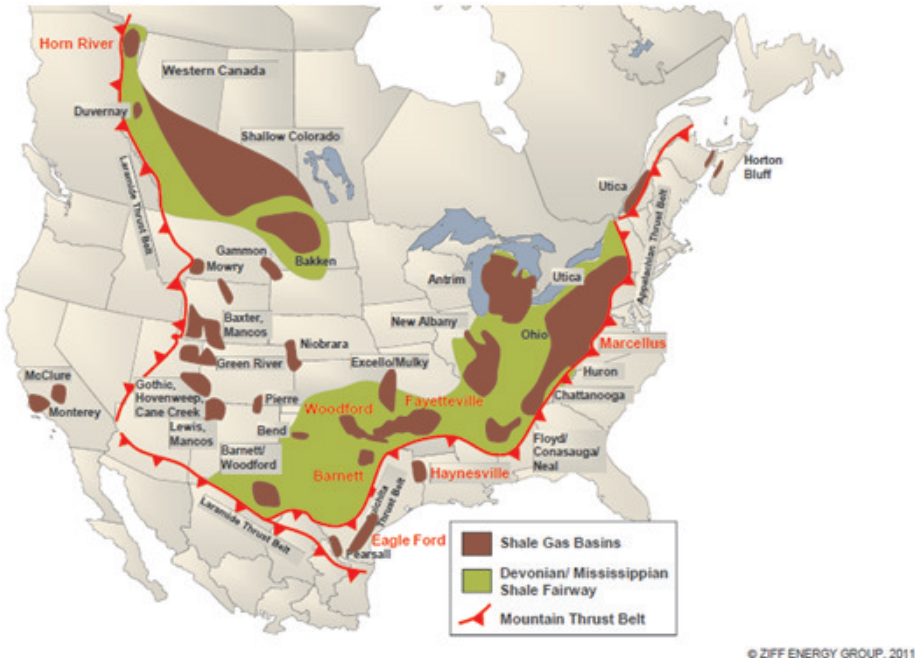 Horn River
Western Canada
Duvernay
Shallow Colorado
Laramide Thrust Belt
Horton
Bluff
Utica
Appalachian Thrust Belt
Gammon
Mowry
Bakken
Antrim
Utica
Baxter,
Mancos
New Albany
Ohio
Niobrara
Marcellus
Green River
Excello/Mulky
McClure
Huron
Gothic,
Hovenweep,
Cane Creek
Pierre
Woodford
Fayetteville
Chattanooga
Monterey
Lewis,
Mancos
Bend
Barnett/
Woodford
Floyd/
Conasauga/
Neal
Barnett
Haynesville
Thrust Belt
Laramide Thrust Belt
Eagle Ford
Pearsall
Shale Gas Basins
Devonian/ Mississippian
Shale Fairway
Mountain Thrust Belt
© ZIFF ENERGY GROUP, 2011